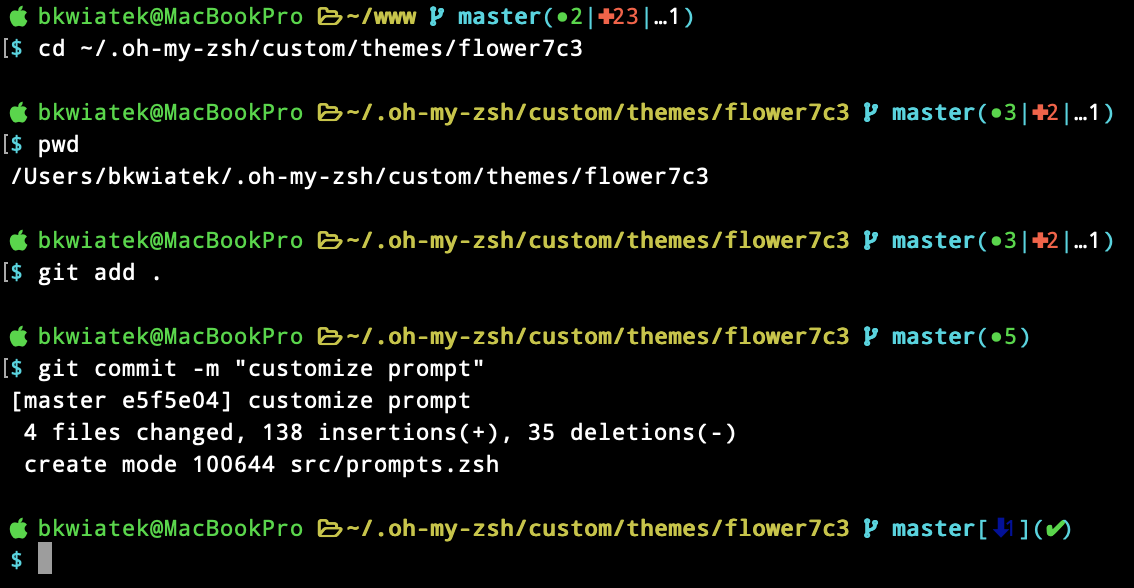 bkwiatek@MacBookPro ~/www master(●2|✚23|…1)
[$ cd ~/.oh-my-zsh/custom/themes/flower7c3
bkwiatek@MacBookPro ~/.oh-my-zsh/custom/themes/flower7c3 master(●3|✚2|…1)
[$ pwd
/Users/bkwiatek/.oh-my-zsh/custom/themes/flower7c3
bkwiatek@MacBookPro ~/.oh-my-zsh/custom/themes/flower7c3 master(●3|✚2|…1)
[$ git add .
bkwiatek@MacBookPro ~/.oh-my-zsh/custom/themes/flower7c3 master(●5)
[$ git commit -m "customize prompt"
[master e5f5e04] customize prompt
4 files changed, 138 insertions(+), 35 deletions(-)
create mode 100644 src/prompts.zsh
bkwiatek@MacBookPro ~/.oh-my-zsh/custom/themes/flower7c3 master[⬇1](✔)
$